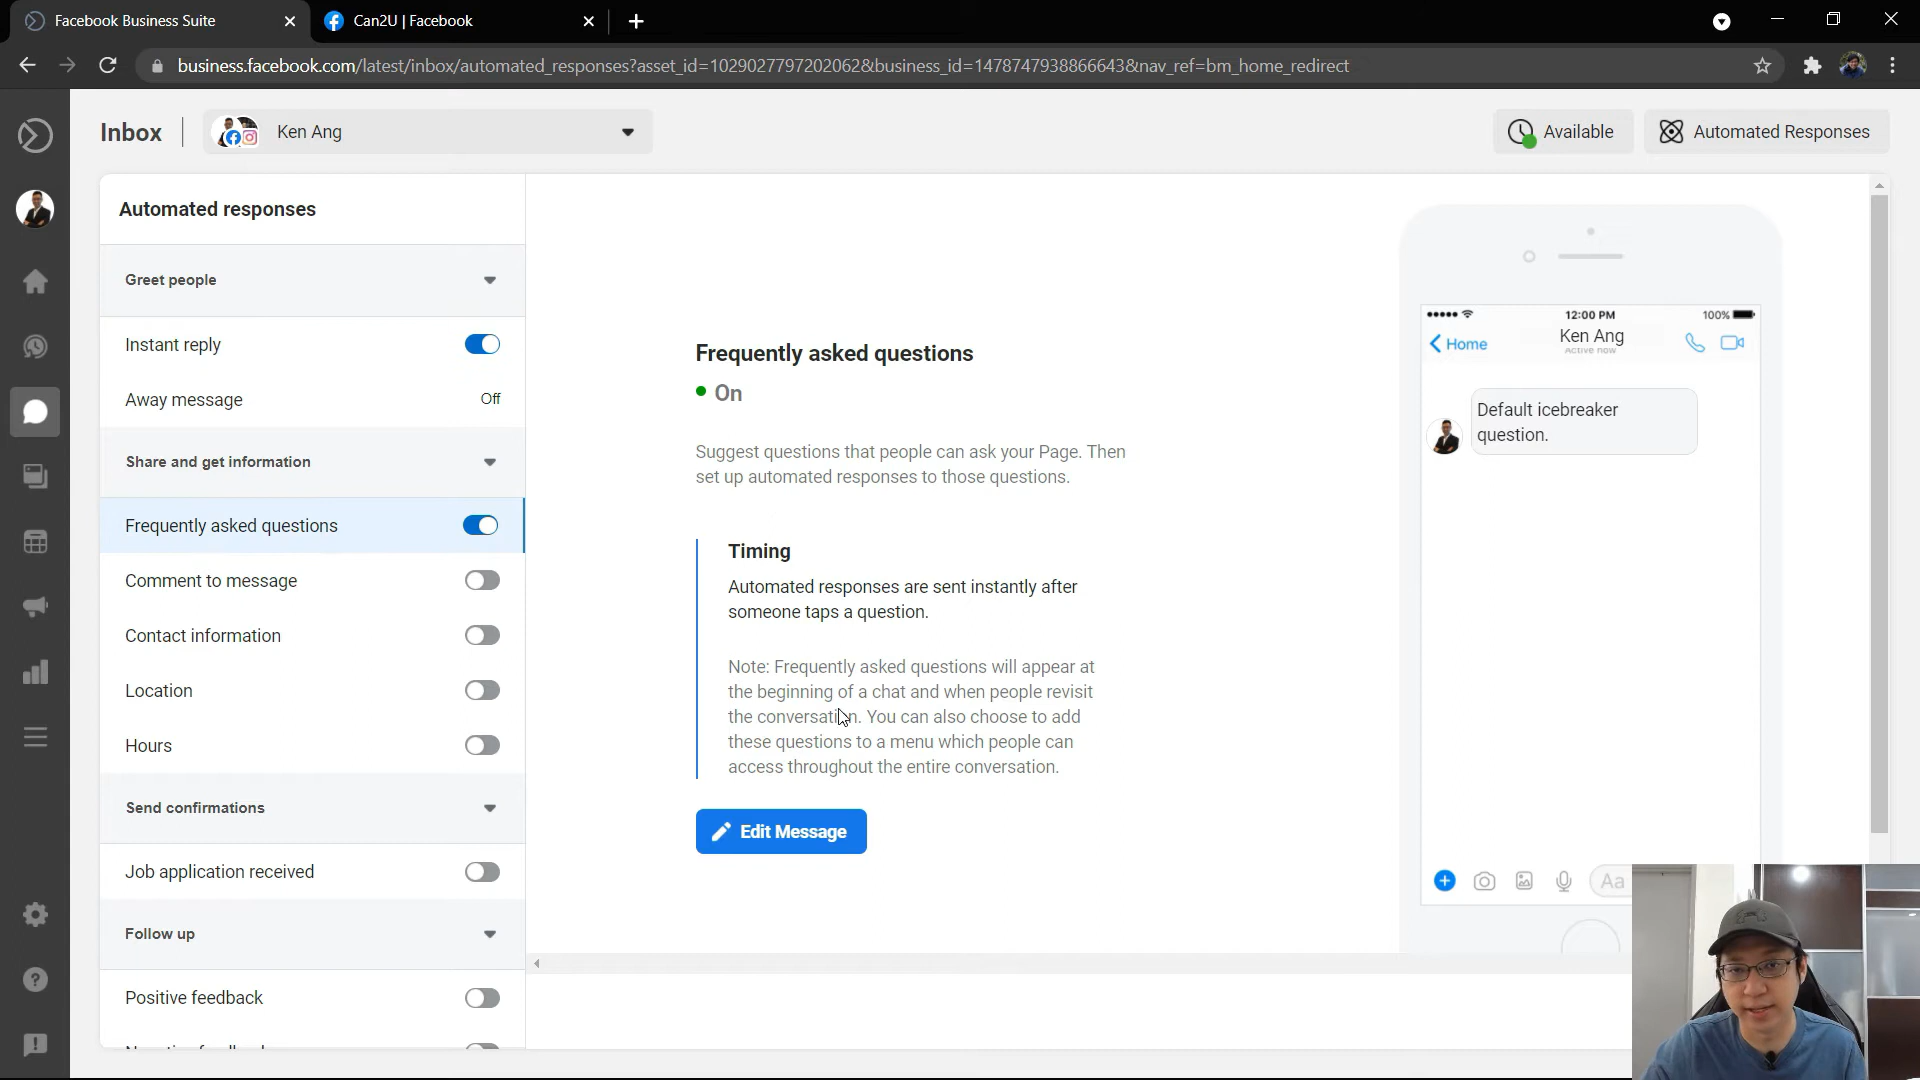 Facebook Business Suite
Can2U | Facebook
business.facebook.com/latest/inbox/automated_responses?asset_id=1029027797202062&business_id=1478747938866643&nav_ref=bm_home_redirect
Inbox
Ken Ang
Available
Automated Responses
Automated responses
Greet people
Instant reply
Away message
Off
Share and get information
Frequently asked questions
Comment to message
Contact information
Location
Hours
Send confirmations
Job application received
Follow up
Positive feedback
Frequently asked questions
On
Suggest questions that people can ask your Page. Then
set up automated responses to those questions.
Timing
Automated responses are sent instantly after
someone taps a question.
Note: Frequently asked questions will appear at
the beginning of a chat and when people revisit
the conversation. You can also choose to add
these questions to a menu which people can
access throughout the entire conversation.
Edit Message
12:00 PM
100%
Home
Ken Ang
Active now
Default icebreaker
question.
Aa